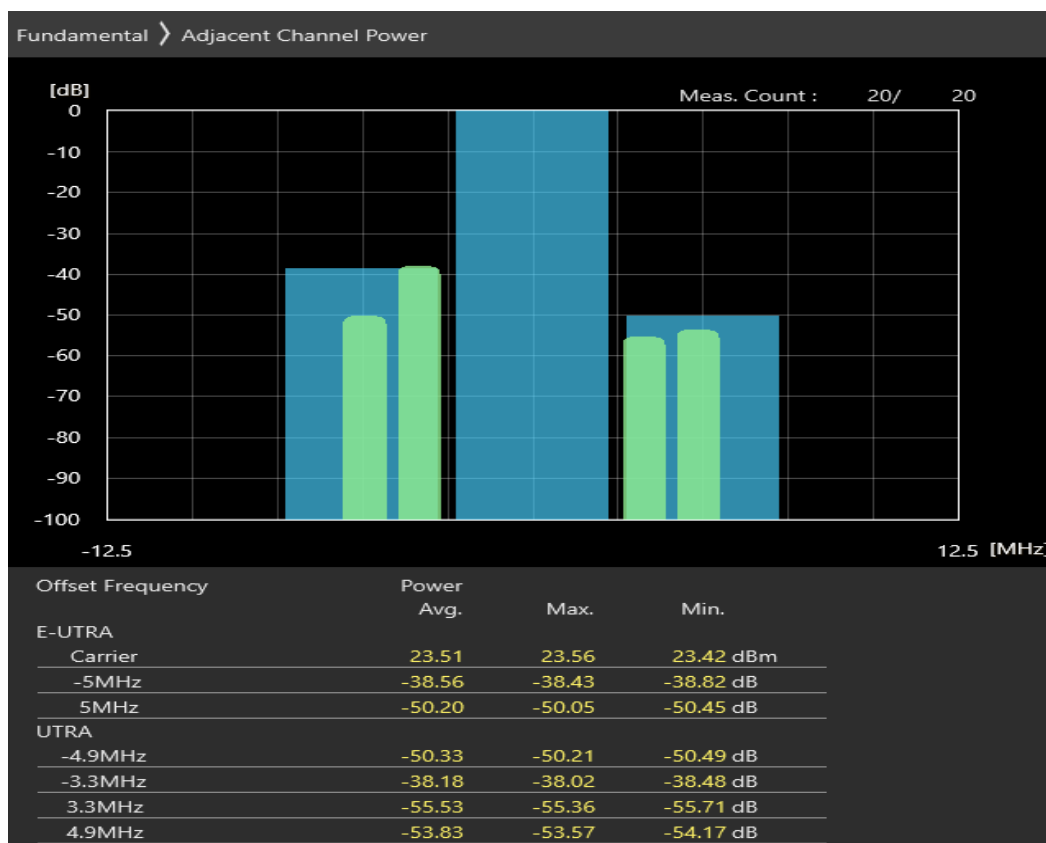 Fundamental 〉 Adjacent Channel Power
[dB]
Meas. Count : 20/ 20
0
-10
-20
-30
-40
-50
-60
-70
-80
-90
-100
-12.5 12.5 [MHz]
Offset Frequency Power
Avg. Max. Min.
E-UTRA
Carrier 23.51 23.56 23.42 dBm
-5MHz -38.56 -38.43 -38.82 dB
5MHz -50.20 -50.05 -50.45 dB
UTRA
-4.9MHz -50.33 -50.21 -50.49 dB
-3.3MHz -38.18 -38.02 -38.48 dB
3.3MHz -55.53 -55.36 -55.71 dB
4.9MHz -53.83 -53.57 -54.17 dB